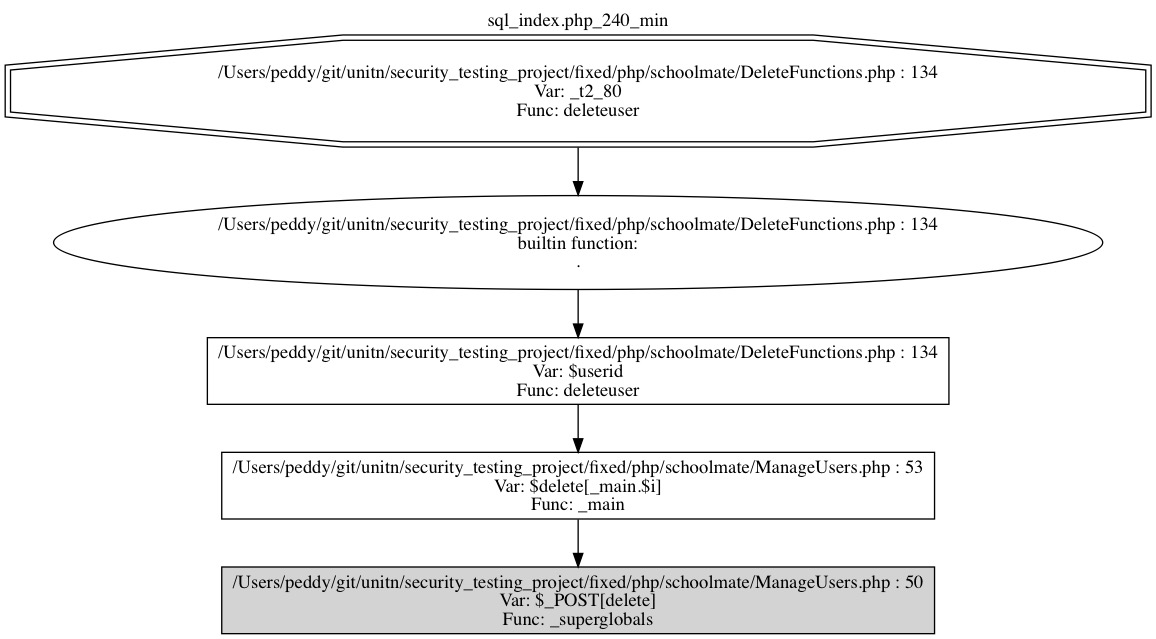 sql_index.php_240_min
/Users/peddy/git/unitn/security_testing_project/fixed/php/schoolmate/DeleteFunctions.php : 134
Var: _t2_80
Func: deleteuser
/Users/peddy/git/unitn/security_testing_project/fixed/php/schoolmate/DeleteFunctions.php : 134
builtin function:
.
/Users/peddy/git/unitn/security_testing_project/fixed/php/schoolmate/DeleteFunctions.php : 134
Var: $userid
Func: deleteuser
/Users/peddy/git/unitn/security_testing_project/fixed/php/schoolmate/ManageUsers.php : 53
Var: $delete[_main.$i]
Func: _main
/Users/peddy/git/unitn/security_testing_project/fixed/php/schoolmate/ManageUsers.php : 50
Var: $_POST[delete]
Func: _superglobals